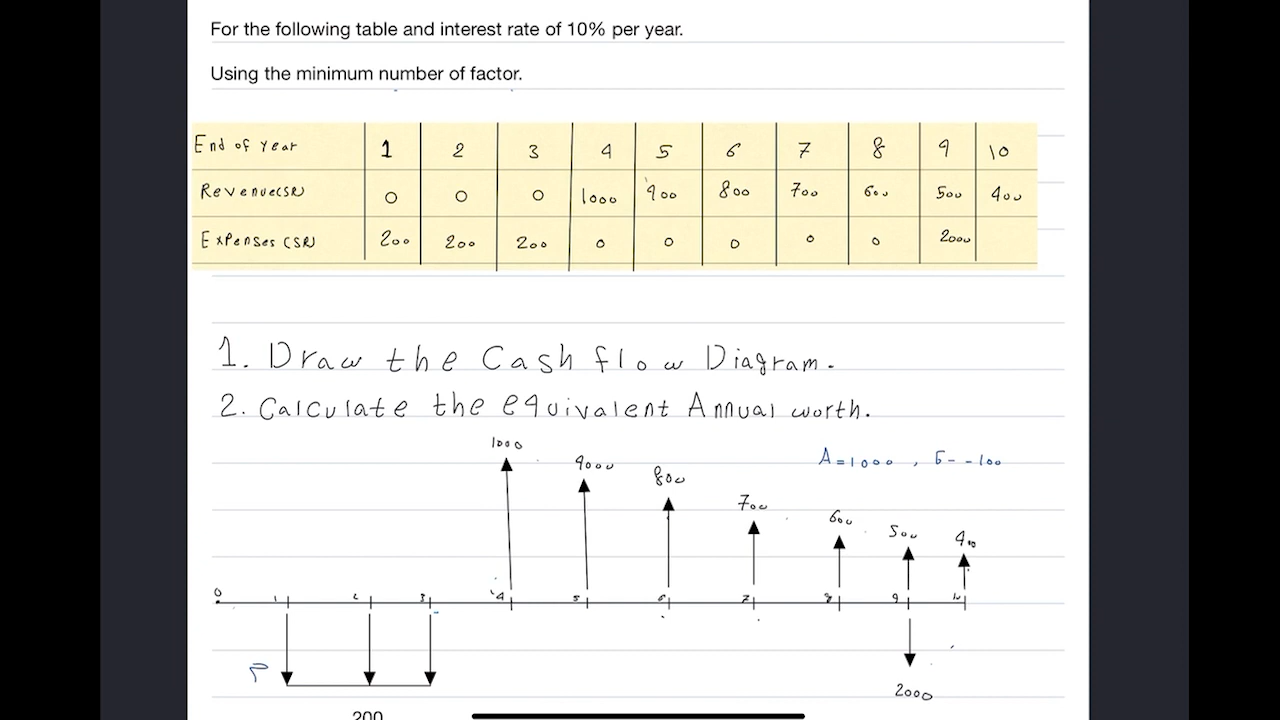 For the following table and interest rate of 10% per year.
Using the minimum number of factor.
End of Year 1 2 3 4 5 6 7 8 9 10
Revenue(SR) 0 0 0 1000 900 800 700 600 500 400
Expenses (SR) 200 200 200 0 0 0 0 0 2000
1. Draw the Cash flow Diagram.
2. Calculate the equivalent Annual worth.
1000 9000 800 700 600 500 400
A=1000 , G=-100
0 1 2 3 4 5 6 7 8 9 10
P
200
2000